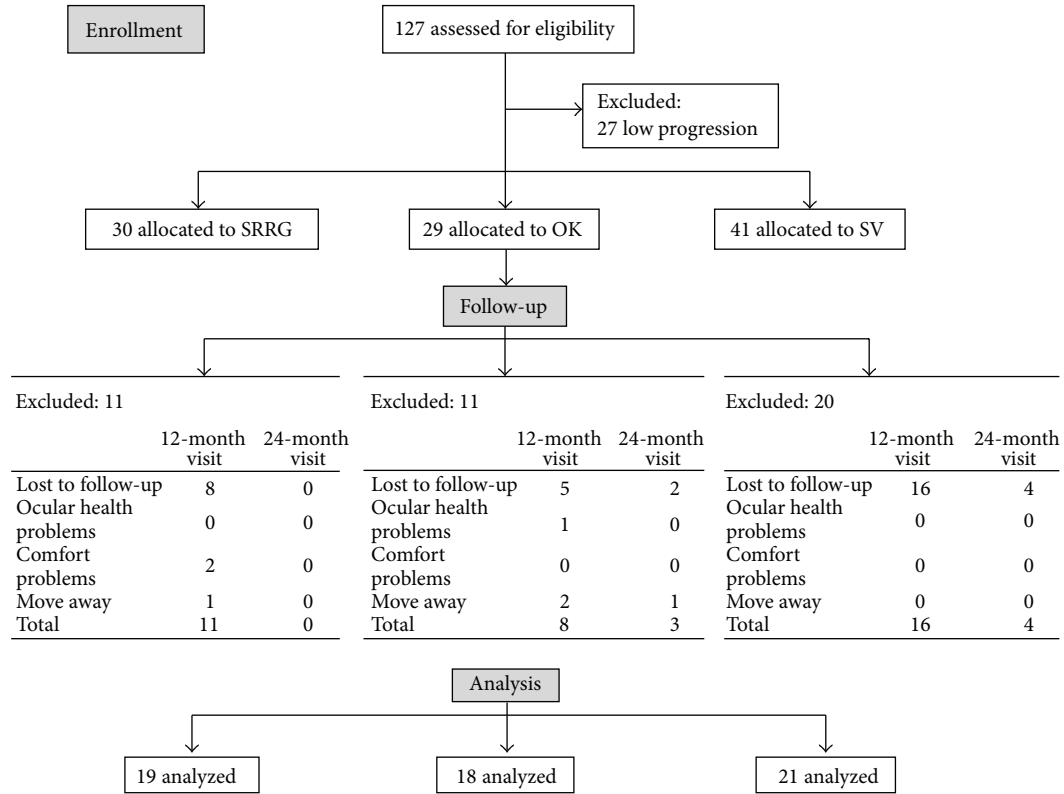 Enrollment
127 assessed for eligibility
Excluded:
27 low progression
30 allocated to SRRG
29 allocated to OK
41 allocated to SV
Follow-up
Excluded: 11
12-month 24-month
visit visit
Lost to follow-up 8 0
Ocular health
problems 0 0
Comfort
problems 2 0
Move away 1 0
Total 11 0
Excluded: 11
12-month 24-month
visit visit
Lost to follow-up 5 2
Ocular health
problems 1 0
Comfort
problems 0 0
Move away 2 1
Total 8 3
Excluded: 20
12-month 24-month
visit visit
Lost to follow-up 16 4
Ocular health
problems 0 0
Comfort
problems 0 0
Move away 0 0
Total 16 4
Analysis
19 analyzed
18 analyzed
21 analyzed